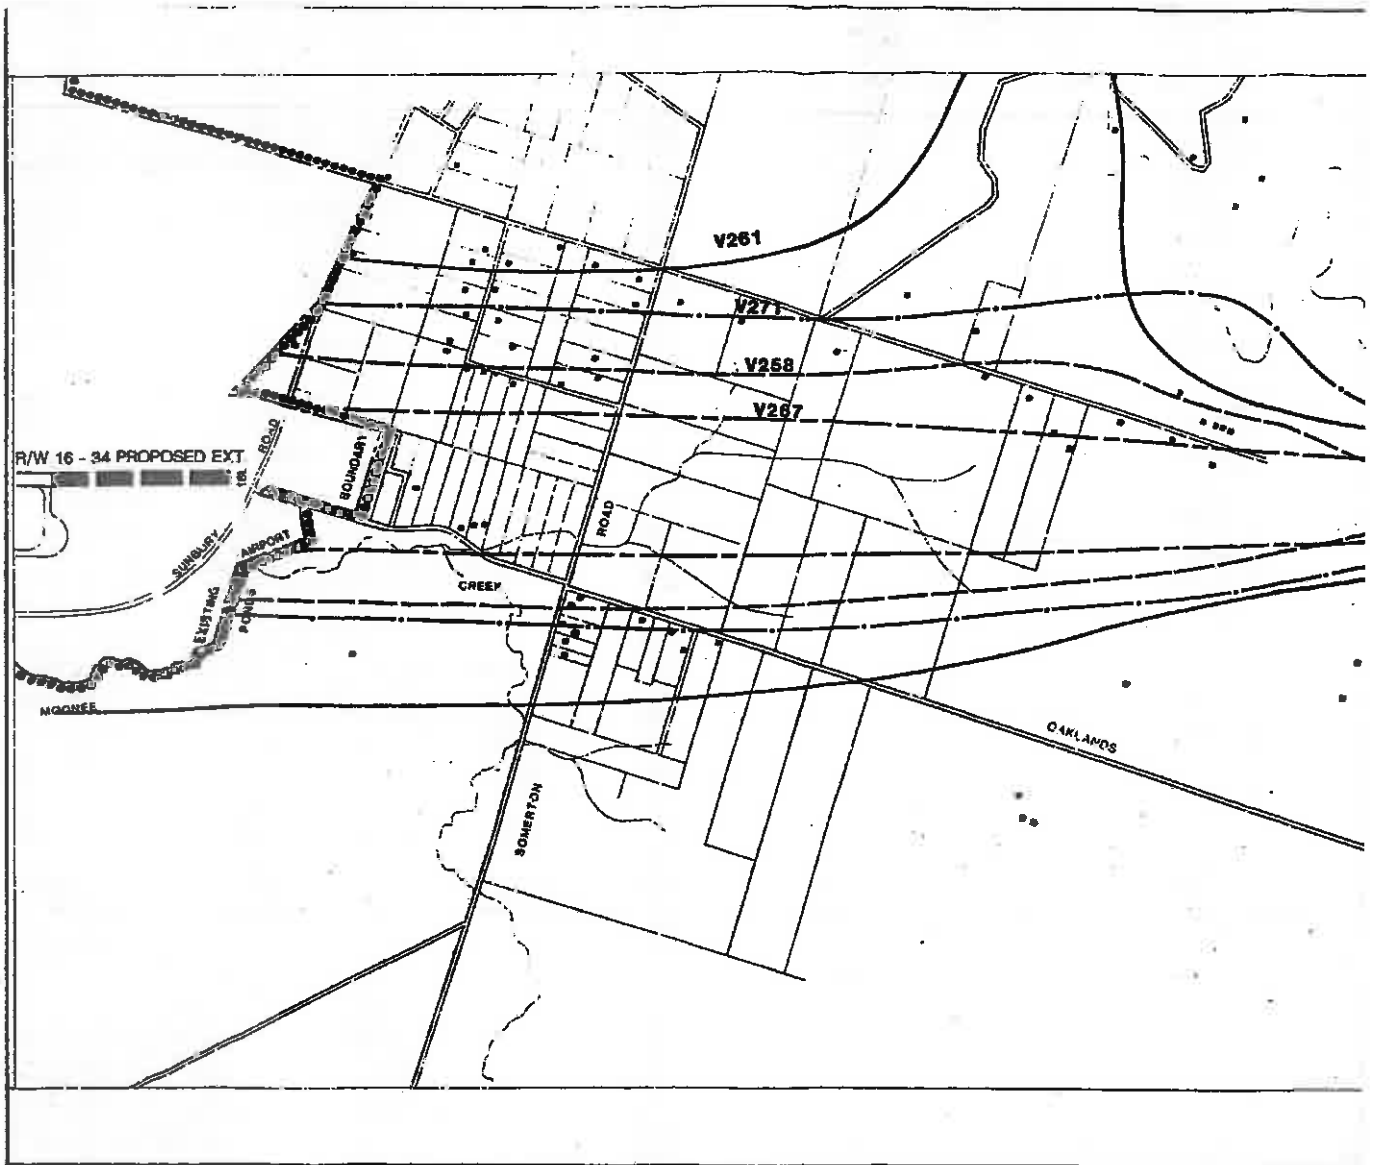 V261
V271
V258
V267
ROAD
BOUNDARY
R/W 16 - 34 PROPOSED EXT.
16L
ROAD
SUNBURY
AIRPORT
CREEK
EXISTING
PONDS
MOONEE
OAKLANDS
SOMERTON